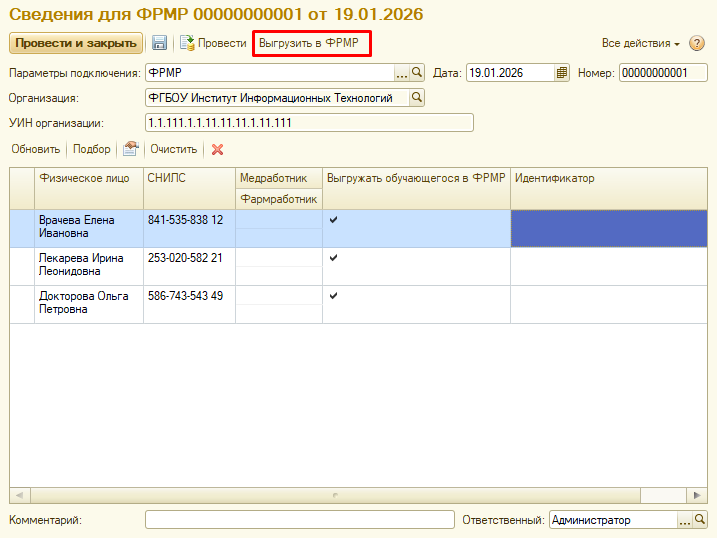 Сведения для ФРМР 00000000001 от 19.01.2026
Провести и закрыть Провести Выгрузить в ФРМР Все действия ?
Параметры подключения: ФРМР ... Дата: 19.01.2026 Номер: 00000000001
Организация: ФГБОУ Институт Информационных Технологий
УИН организации: 1.1.111.1.1.11.11.11.1.11.111
Обновить Подбор Очистить
Физическое лицо СНИЛС Медработник Выгружать обучающегося в ФРМР Идентификатор
Фармработник
Врачева Елена 841-535-838 12
Ивановна
Лекарева Ирина 253-020-582 21
Леонидовна
Докторова Ольга 586-743-543 49
Петровна
Комментарий: Ответственный: Администратор ...